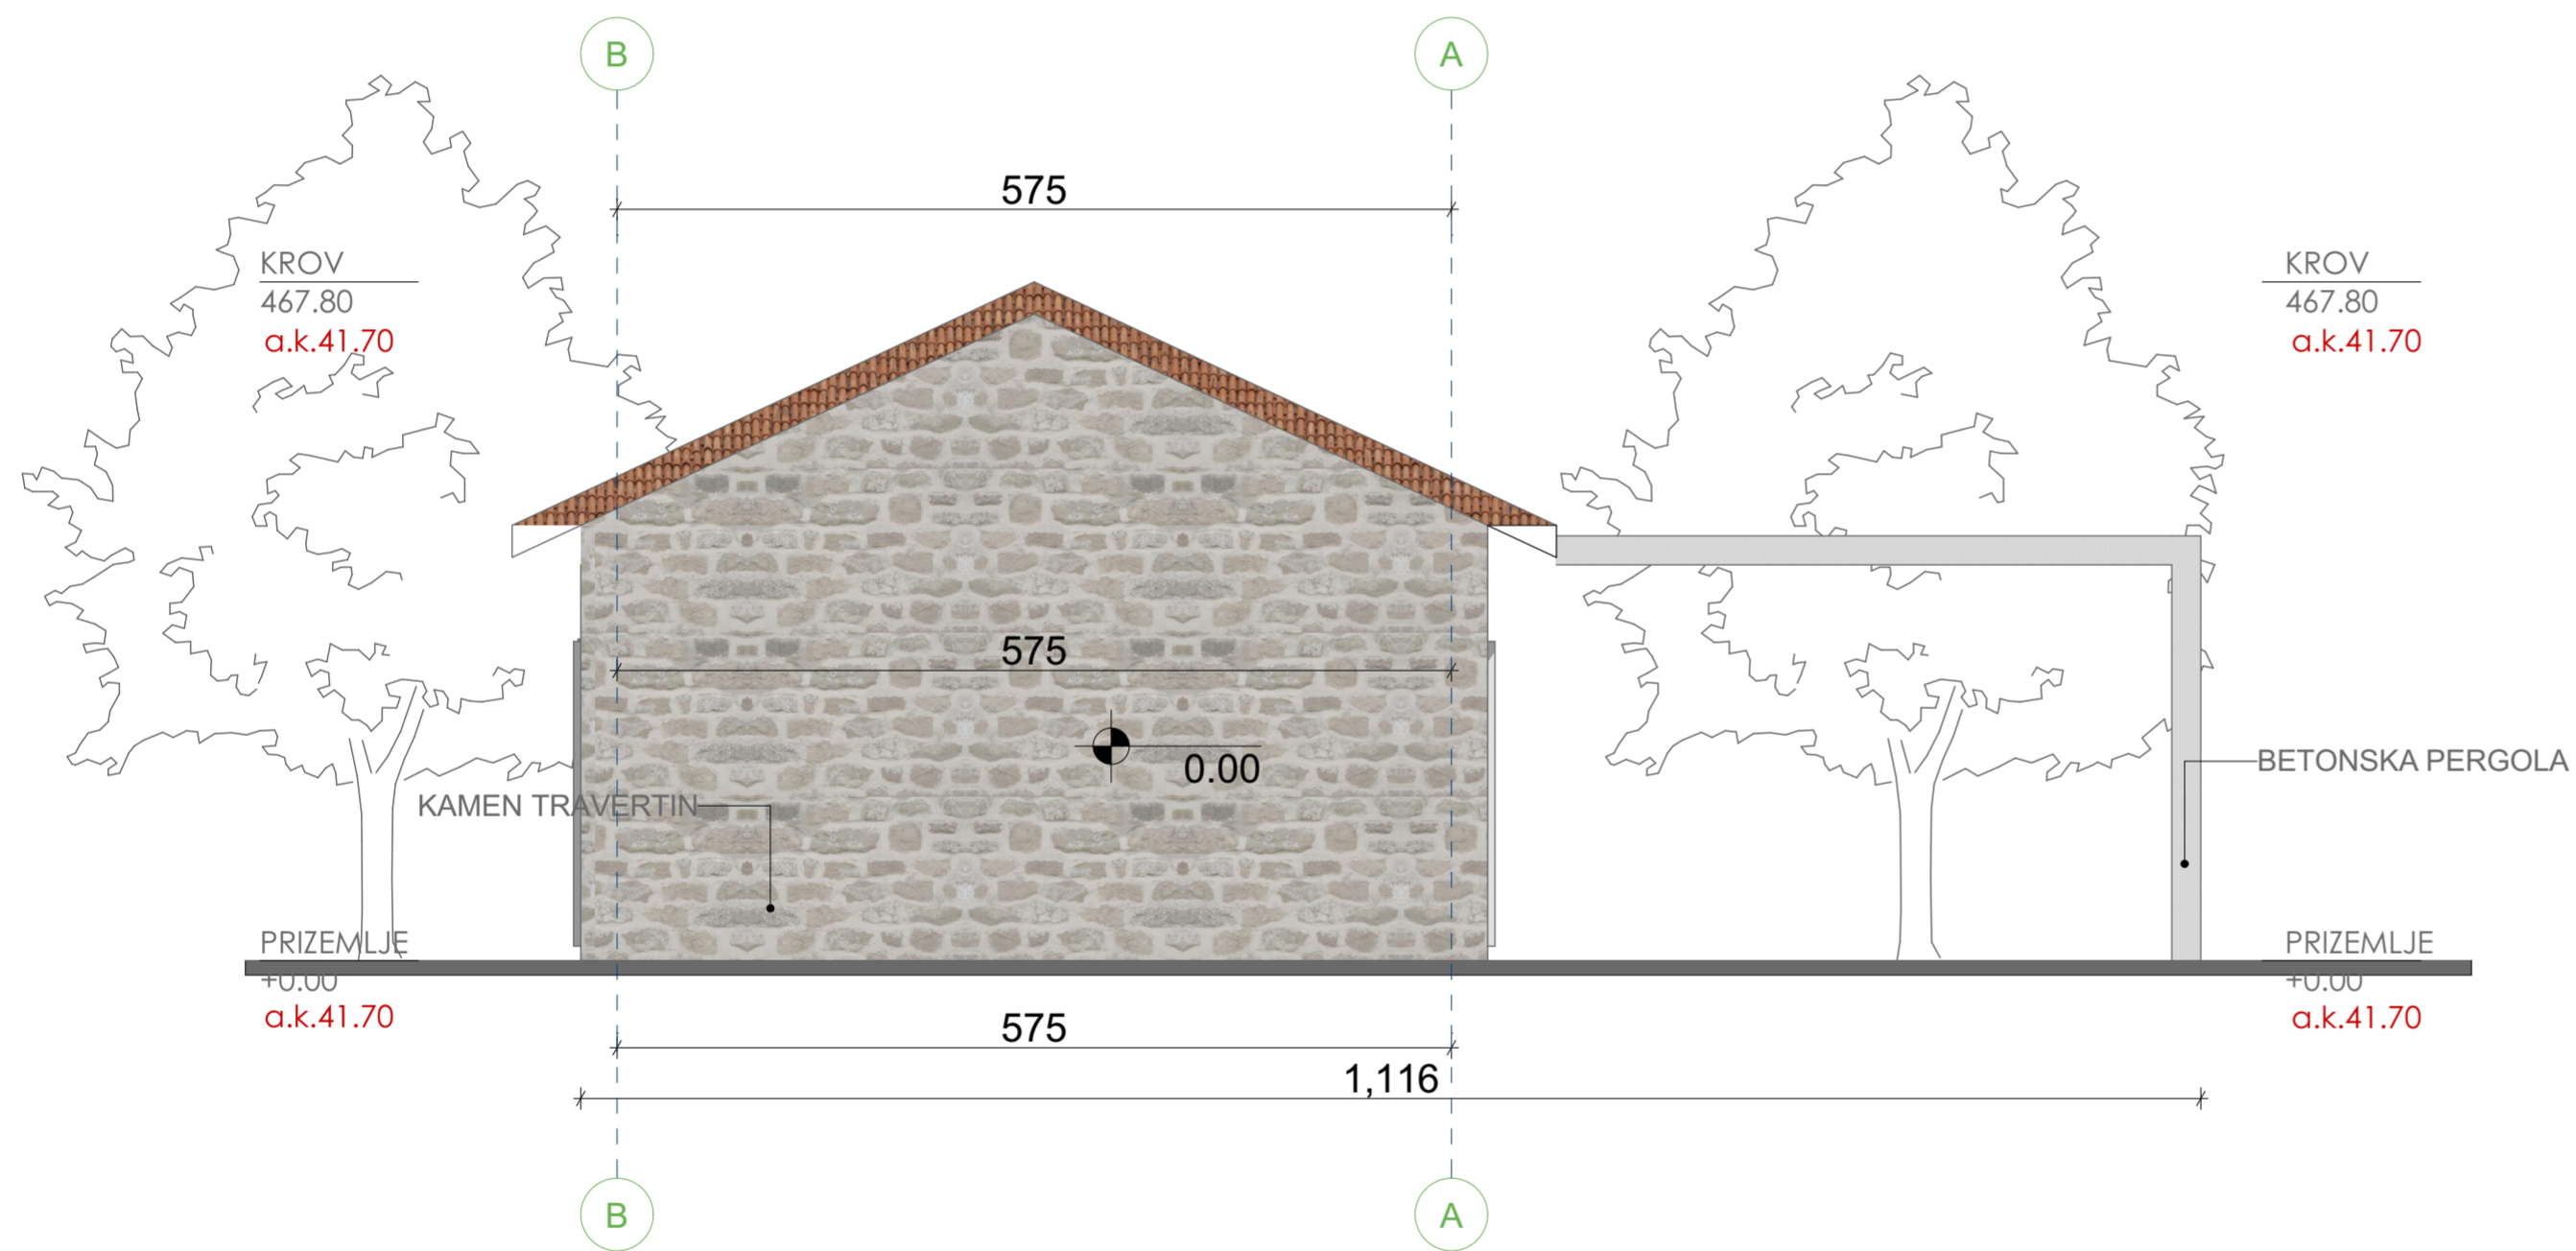 B
A
575
KROV
467.80
a.k.41.70
KROV
467.80
a.k.41.70
575
0.00
KAMEN TRAVERTIN
BETONSKA PERGOLA
PRIZEMLJE
+0.00
a.k.41.70
PRIZEMLJE
+0.00
a.k.41.70
575
1,116
B
A